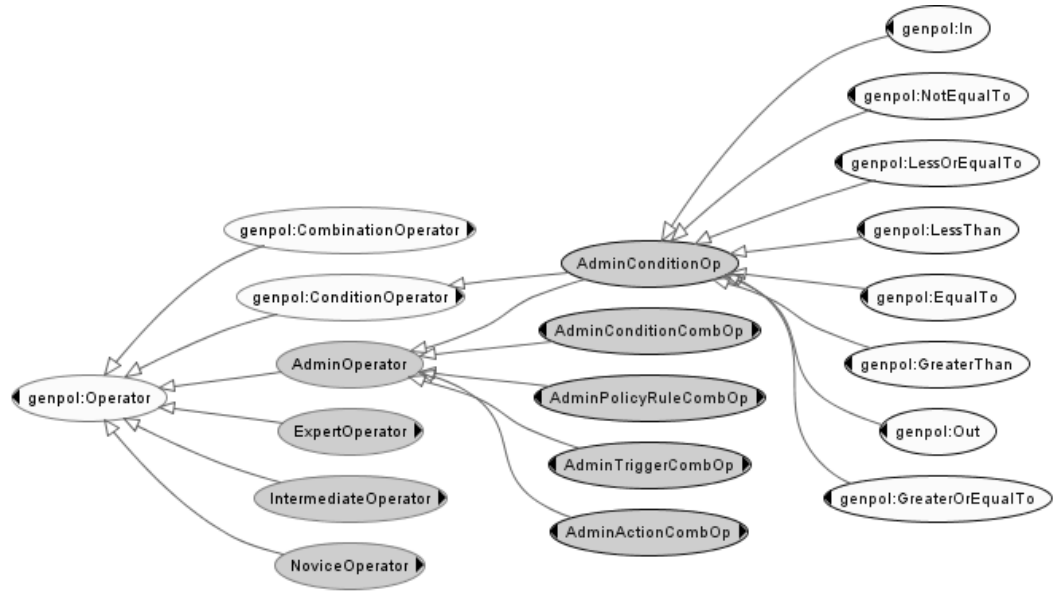 genpol:In
genpol:NotEqualTo
genpol:LessOrEqualTo
genpol:CombinationOperator
genpol:LessThan
AdminConditionOp
genpol:ConditionOperator
genpol:EqualTo
AdminConditionCombOp
AdminOperator
genpol:GreaterThan
genpol:Operator
AdminPolicyRuleCombOp
ExpertOperator
genpol:Out
AdminTriggerCombOp
IntermediateOperator
genpol:GreaterOrEqualTo
AdminActionCombOp
NoviceOperator